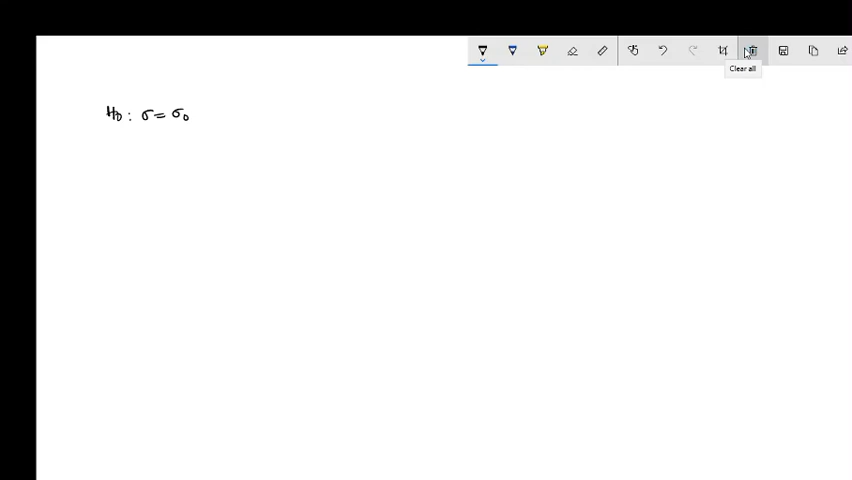 Clear all
H₀: σ = σ₀